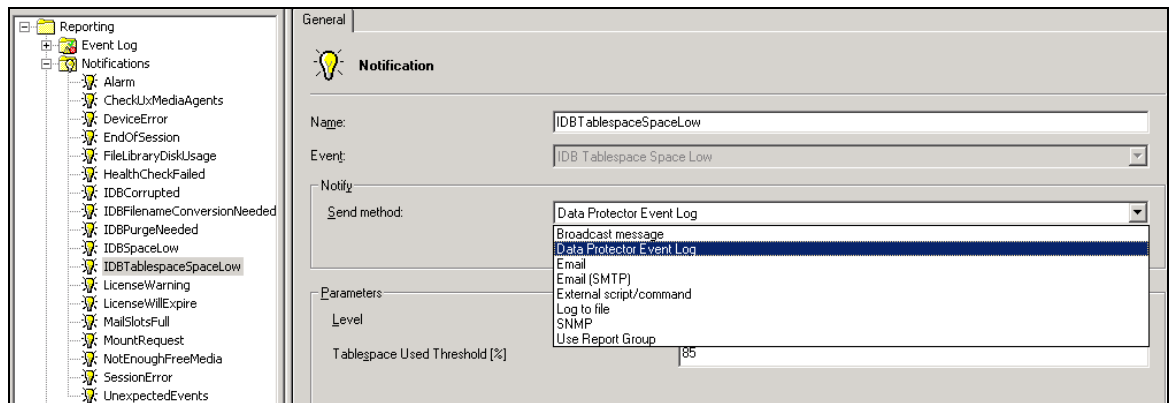 Reporting
Event Log
Notifications
Alarm
CheckUxMediaAgents
DeviceError
EndOfSession
FileLibraryDiskUsage
HealthCheckFailed
IDBCorrupted
IDBFilenameConversionNeeded
IDBPurgeNeeded
IDBSpaceLow
IDBTablespaceSpaceLow
LicenseWarning
LicenseWillExpire
MailSlotsFull
MountRequest
NotEnoughFreeMedia
SessionError
UnexpectedEvents
General
Notification
Name: IDBTablespaceSpaceLow
Event: IDB Tablespace Space Low
Notify
Send method: Data Protector Event Log
Broadcast message
Data Protector Event Log
Email
Email (SMTP)
External script/command
Log to file
SNMP
Use Report Group
Parameters
Level
Tablespace Used Threshold [%] 85